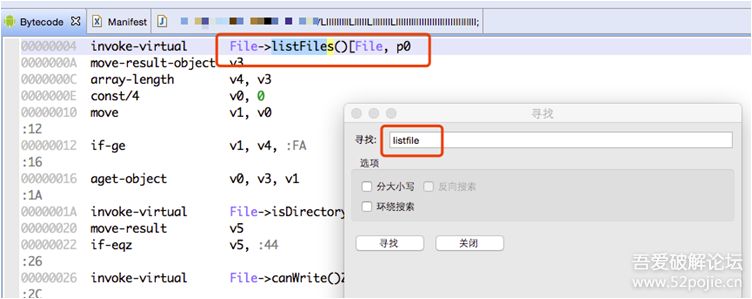 Bytecode
Manifest
00000004 invoke-virtual File->listFiles()[File, p0
0000000A move-result-object v3
0000000C array-length v4, v3
0000000E const/4 v0, 0
00000010 move v1, v0
:12
00000012 if-ge v1, v4, :FA
:16
00000016 aget-object v0, v3, v1
:1A
0000001A invoke-virtual File->isDirectory
0000001E... move-result v5
00000022 if-eqz v5, :44
:26
00000026 invoke-virtual File->canWrite()Z
:2C
寻找
寻找: listfile
选项
分大小写 反向搜索
环绕搜索
寻找 关闭
吾爱破解论坛
www.52pojie.cn